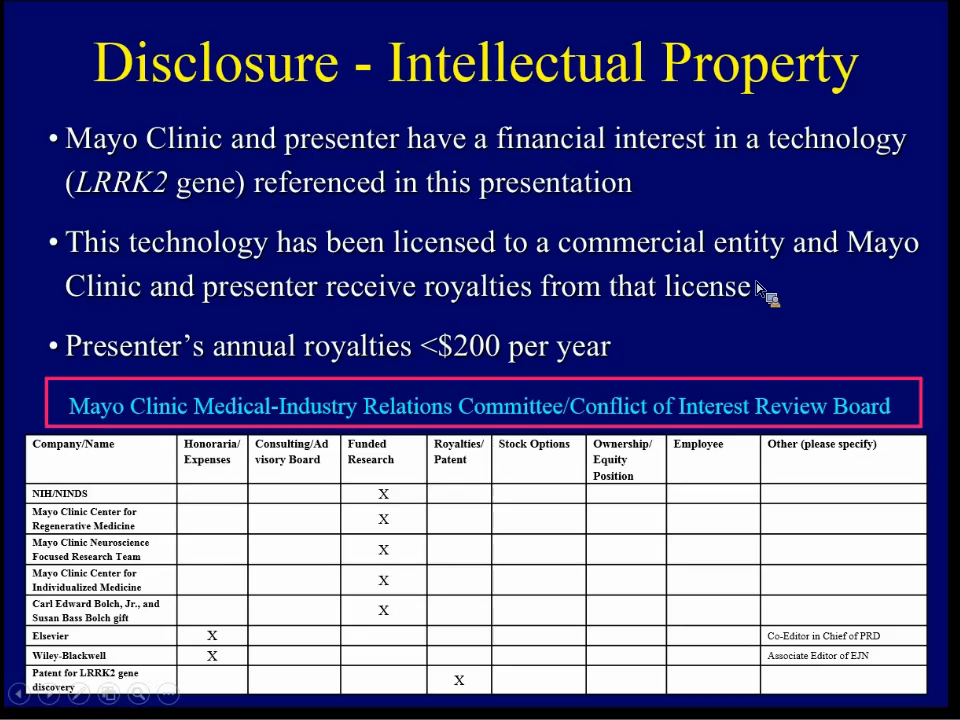 Disclosure - Intellectual Property
• Mayo Clinic and presenter have a financial interest in a technology
(LRRK2 gene) referenced in this presentation
• This technology has been licensed to a commercial entity and Mayo
Clinic and presenter receive royalties from that license
• Presenter’s annual royalties <$200 per year
Mayo Clinic Medical-Industry Relations Committee/Conflict of Interest Review Board
Company/Name Honoraria/ Consulting/Ad Funded Royalties/ Stock Options Ownership/ Employee Other (please specify)
Expenses visory Board Research Patent Equity
Position
NIH/NINDS X
Mayo Clinic Center for
Regenerative Medicine X
Mayo Clinic Neuroscience
Focused Research Team X
Mayo Clinic Center for
Individualized Medicine X
Carl Edward Bolch, Jr., and
Susan Bass Bolch gift X
Elsevier X Co-Editor in Chief of PRD
Wiley-Blackwell X Associate Editor of EJN
Patent for LRRK2 gene
discovery X